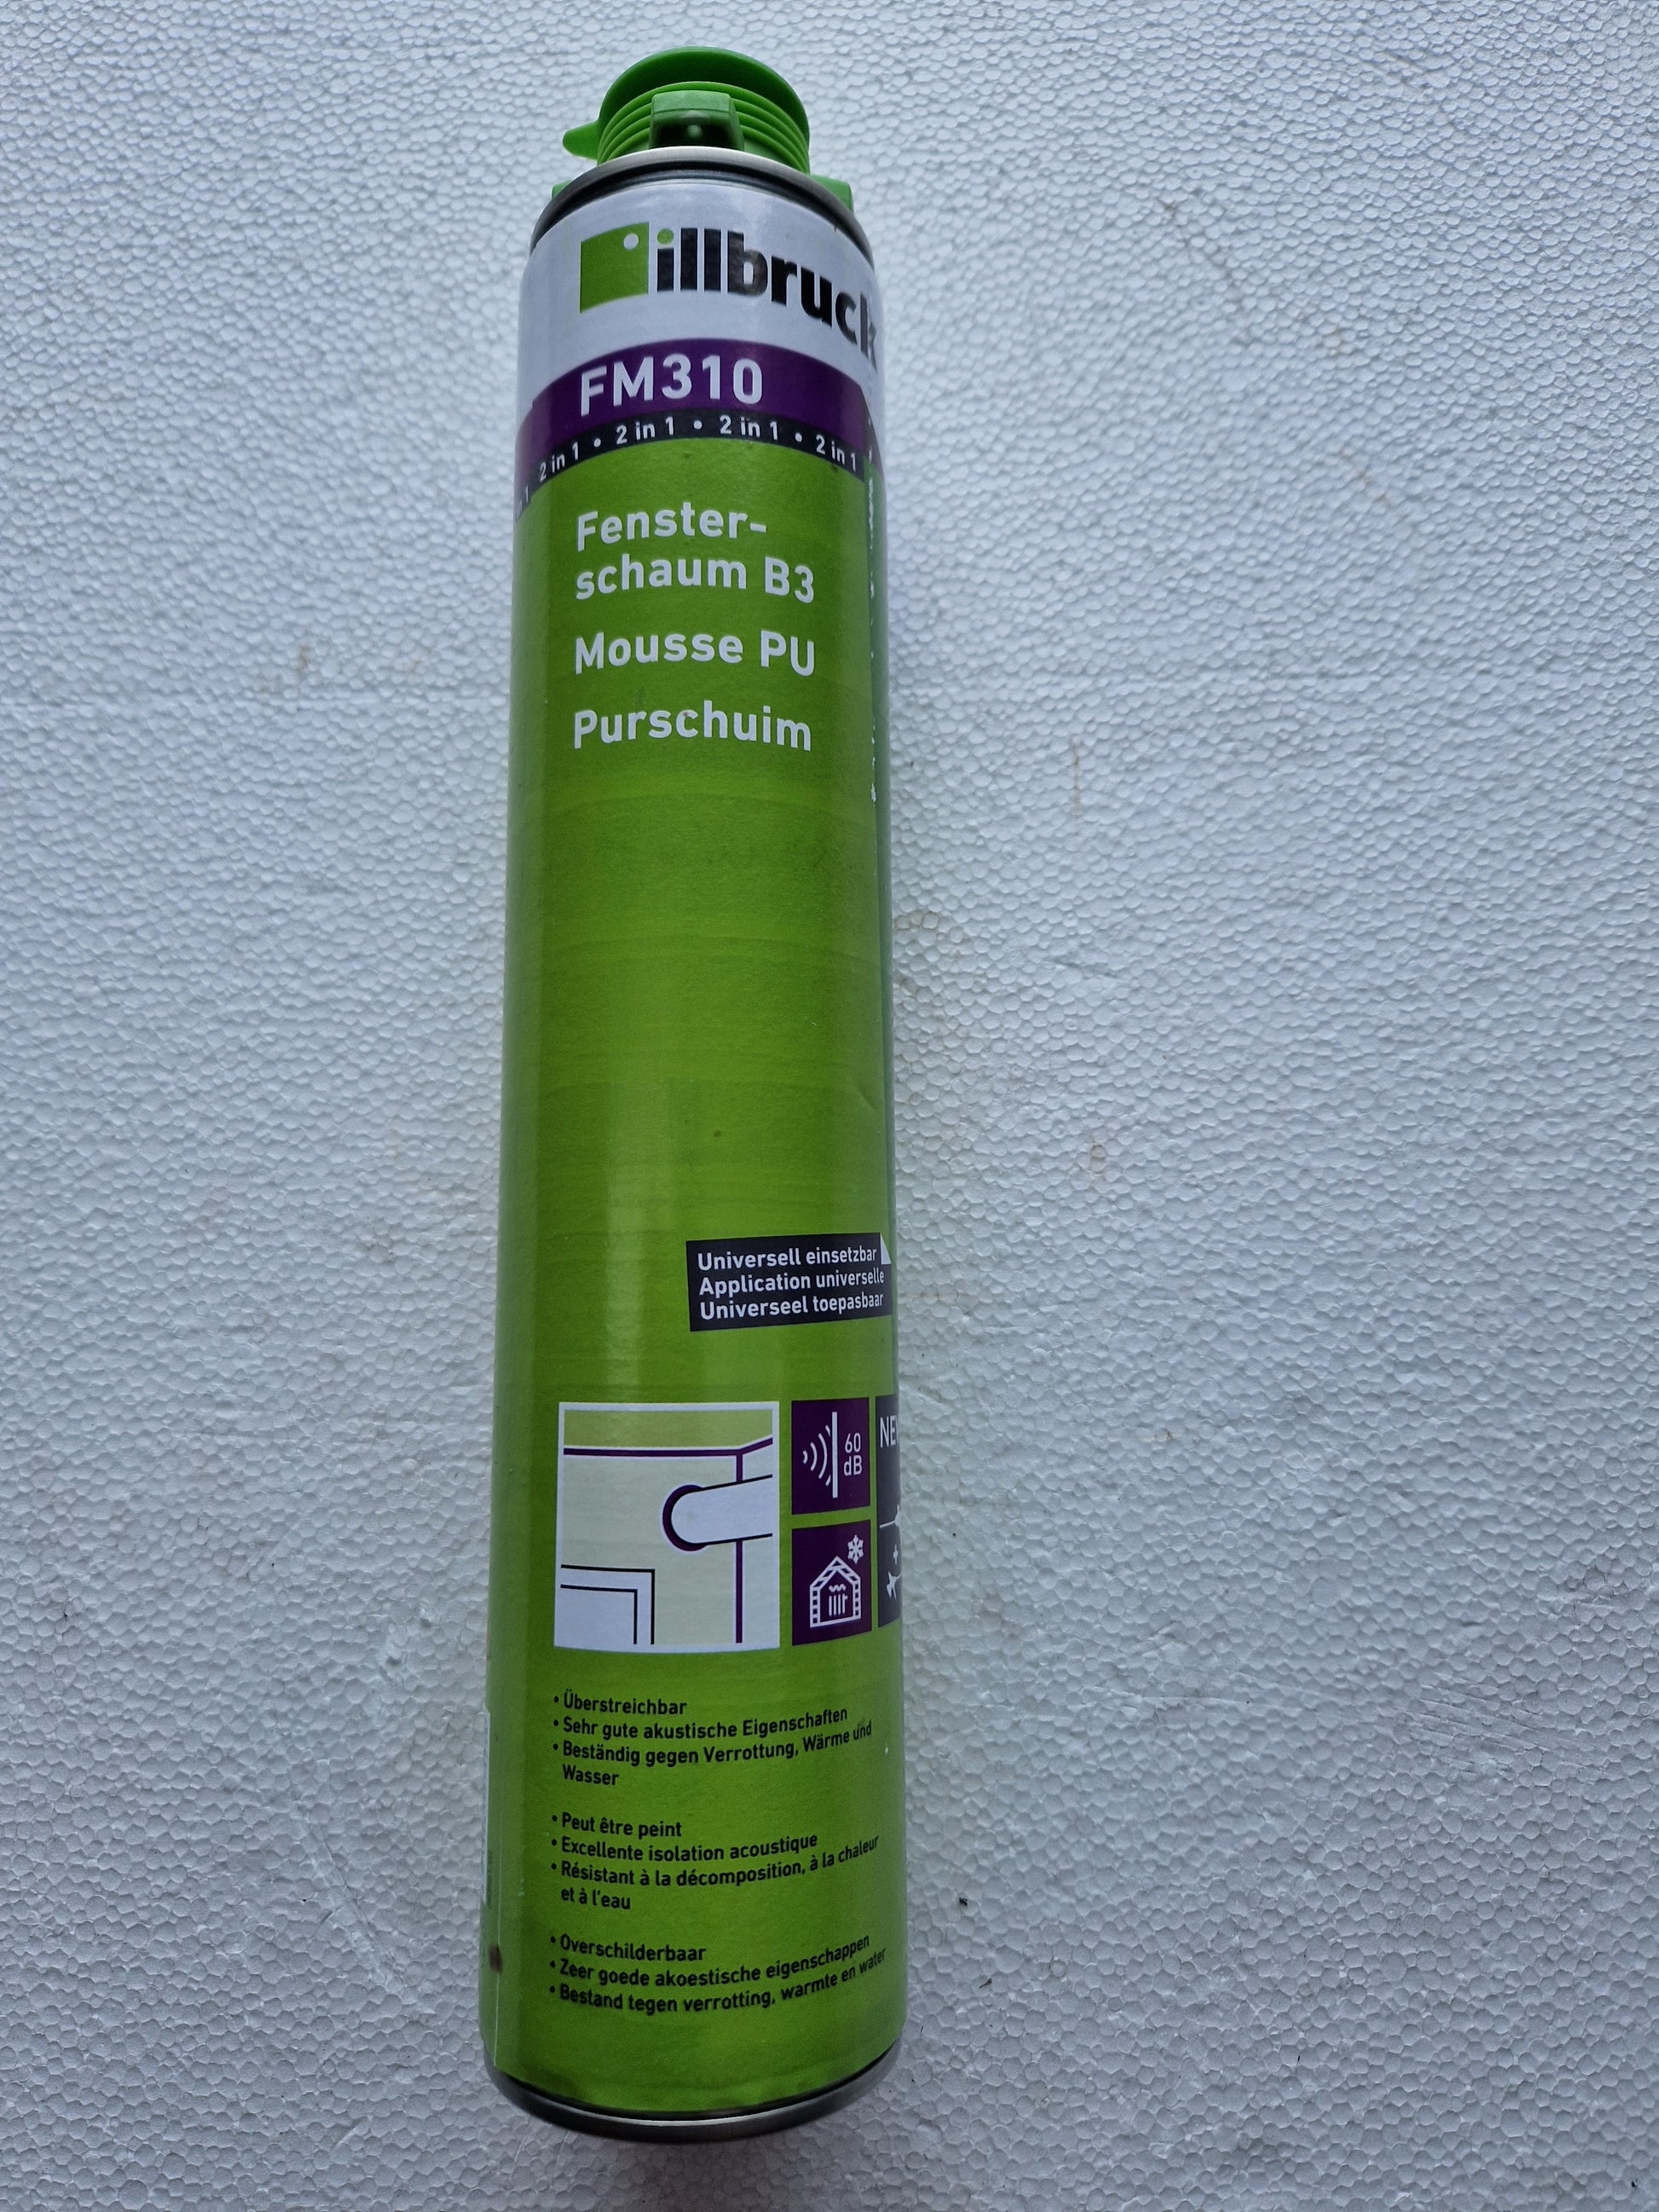 illbruck
FM310
2 in 1 • 2 in 1 • 2 in 1 • 2 in 1
Fenster-
schaum B3
Mousse PU
Purschuim
Universell einsetzbar
Application universelle
Universeel toepasbaar
60
dB
• Überstreichbar
• Sehr gute akustische Eigenschaften
• Beständig gegen Verrottung, Wärme und
Wasser
• Peut être peint
• Excellente isolation acoustique
• Résistant à la décomposition, à la chaleur
et à l'eau
• Overschilderbaar
• Zeer goede akoestische eigenschappen
• Bestand tegen verrotting, warmte en water